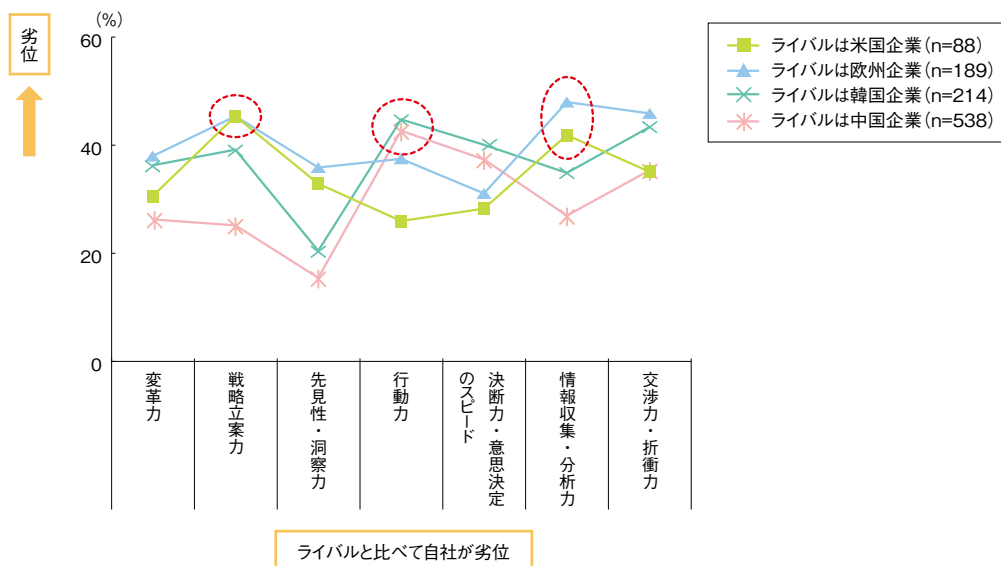 劣位
(%)
60
40
20
0
ライバルは米国企業(n=88)
ライバルは欧州企業(n=189)
ライバルは韓国企業(n=214)
ライバルは中国企業(n=538)
変革力
戦略立案力
先見性・洞察力
行動力
決断力・意思決定
のスピード
情報収集・分析力
交渉力・折衝力
ライバルと比べて自社が劣位